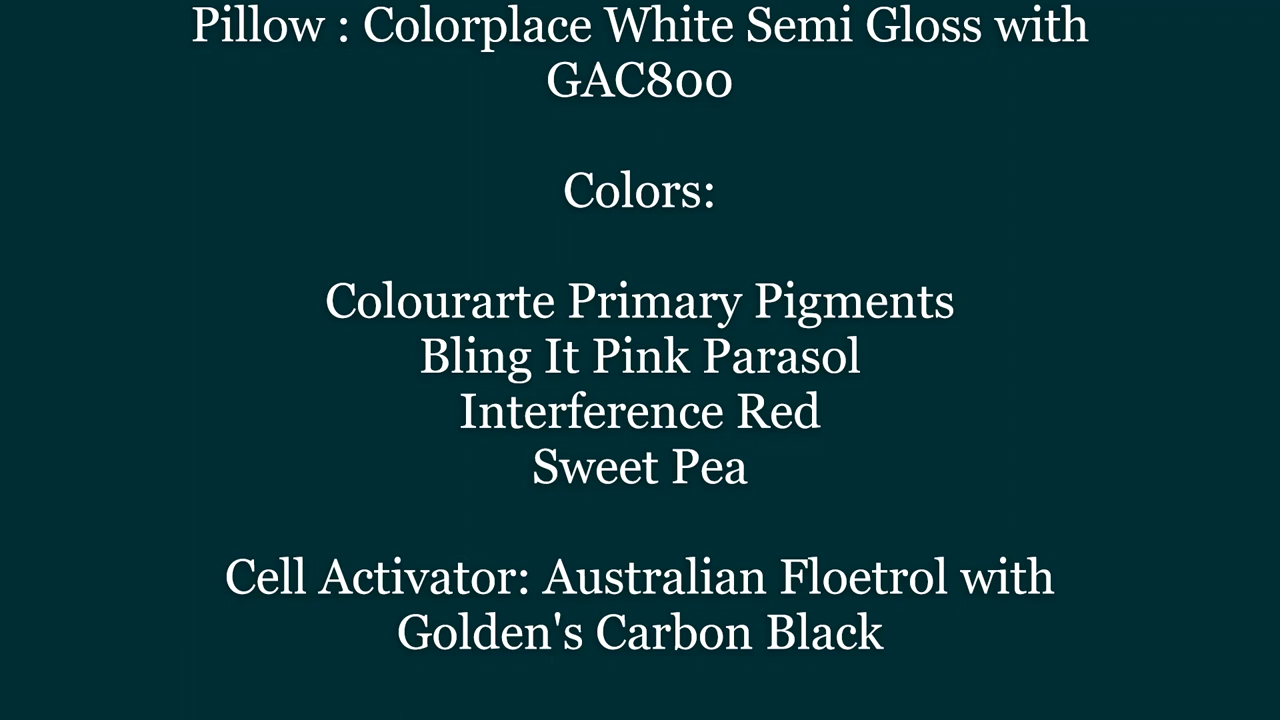 Pillow : Colorplace White Semi Gloss with
GAC800
Colors:
Colourarte Primary Pigments
Bling It Pink Parasol
Interference Red
Sweet Pea
Cell Activator: Australian Floetrol with
Golden's Carbon Black